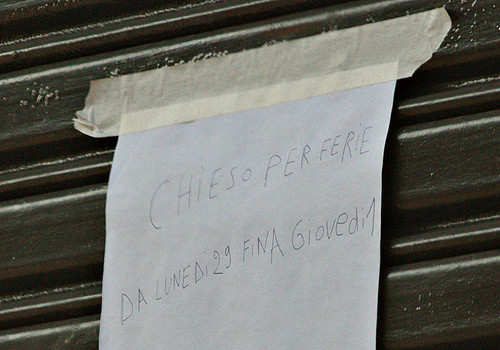 CHiESO PER FERIE
DA LUNEDi 29 FiNA Giovedi 1